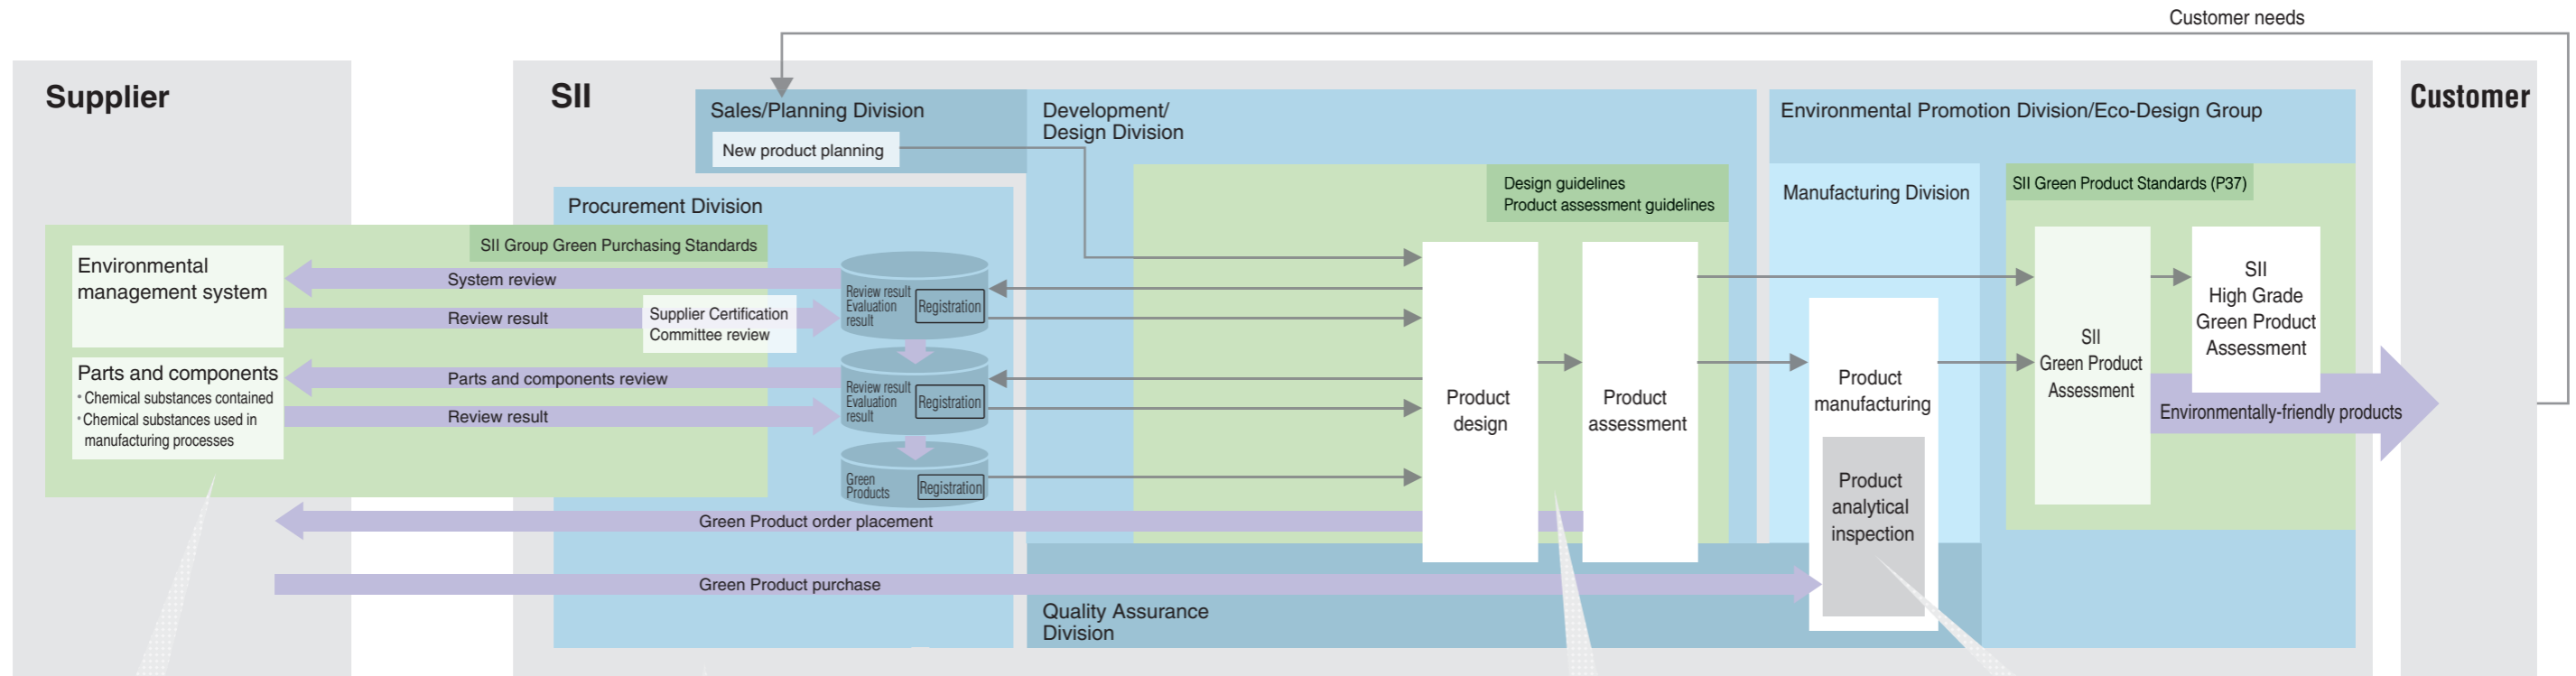 Customer needs
Supplier
SII
Customer
Sales/Planning Division
New product planning
Development/
Design Division
Environmental Promotion Division/Eco-Design Group
Procurement Division
Design guidelines
Product assessment guidelines
Manufacturing Division
SII Green Product Standards (P37)
SII Group Green Purchasing Standards
Environmental
management system
System review
Review result
Supplier Certification
Committee review
Review result
Evaluation
result
Registration
Parts and components
• Chemical substances contained
• Chemical substances used in
manufacturing processes
Parts and components review
Review result
Review result
Evaluation
result
Registration
Green
Products
Registration
Product
design
Product
assessment
Product
manufacturing
Product
analytical
inspection
SII
Green Product
Assessment
SII
High Grade
Green Product
Assessment
Environmentally-friendly products
Green Product order placement
Green Product purchase
Quality Assurance
Division